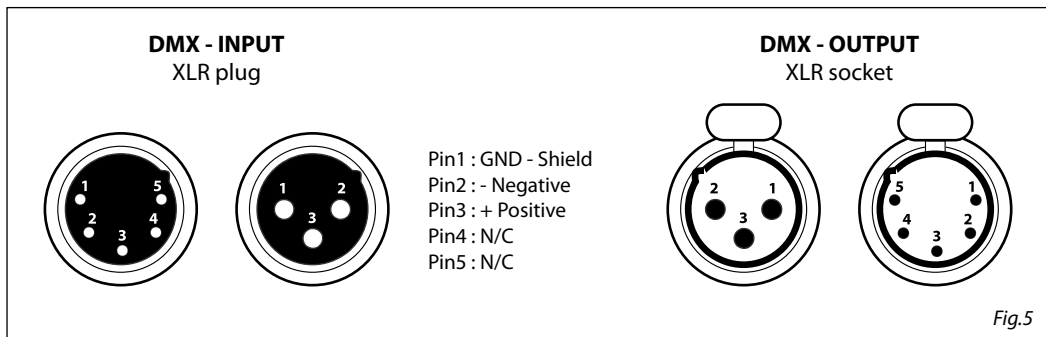 DMX - INPUT
XLR plug
1
5
2
4
3
1
2
3
Pin1 : GND - Shield
Pin2 : - Negative
Pin3 : + Positive
Pin4 : N/C
Pin5 : N/C
DMX - OUTPUT
XLR socket
2
1
3
5
1
4
2
3
Fig.5